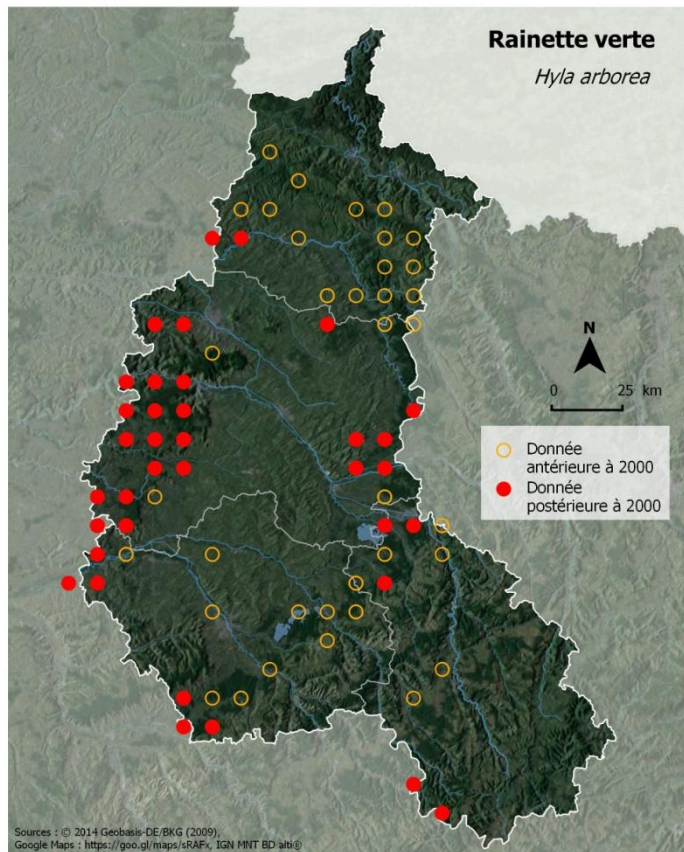 Rainette verte
Hyla arborea
N
0 25 km
Donnée
antérieure à 2000
Donnée
postérieure à 2000
Sources : © 2014 Geobasis-DE/BKG (2009),
Google Maps : https://goo.gl/maps/sRAFx, IGN MNT BD alti®